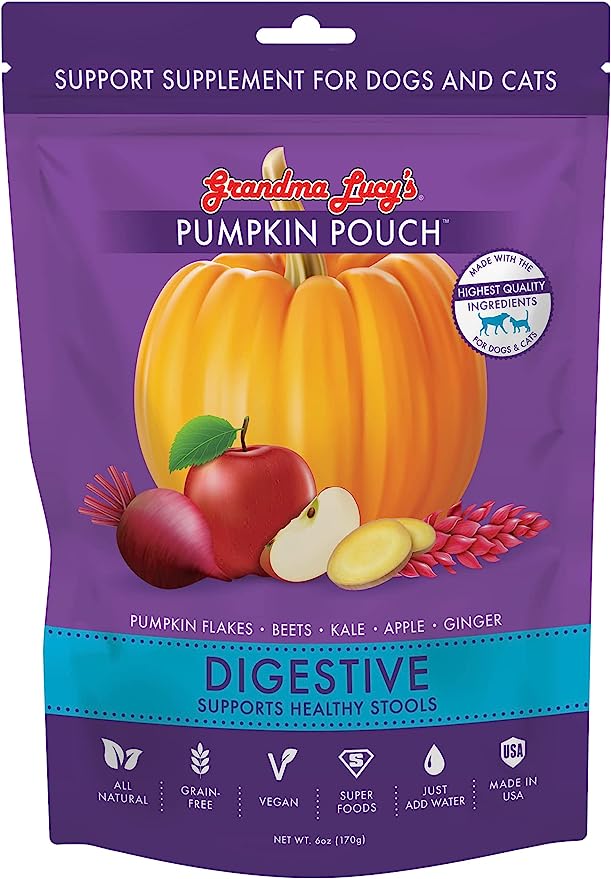 SUPPORT SUPPLEMENT FOR DOGS AND CATS
Grandma Lucy's®
PUMPKIN POUCH™
MADE WITH THE
HIGHEST QUALITY
INGREDIENTS
FOR DOGS & CATS
PUMPKIN FLAKES • BEETS • KALE • APPLE • GINGER
DIGESTIVE
SUPPORTS HEALTHY STOOLS
ALL
NATURAL
GRAIN-
FREE
VEGAN
S
SUPER
FOODS
JUST
ADD WATER
USA
MADE IN
USA
NET WT. 6oz (170g)